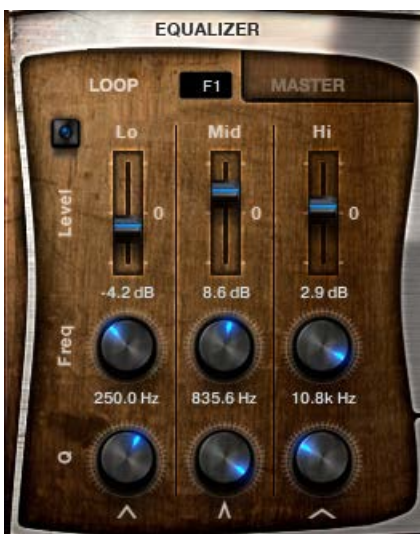 EQUALIZER
LOOP F1 MASTER
Lo Mid Hi
Level 0 0 0
-4.2 dB 8.6 dB 2.9 dB
Freq
250.0 Hz 835.6 Hz 10.8k Hz
Q